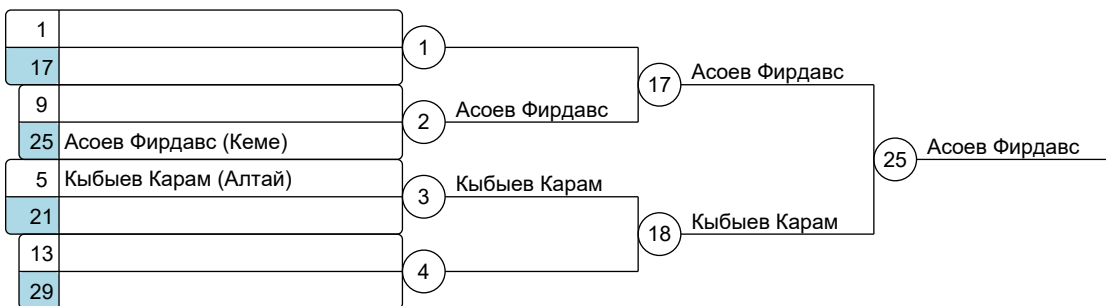 1
17
1
17
Асоев Фирдавс
9
2
Асоев Фирдавс
25 Асоев Фирдавс (Кеме)
25
Асоев Фирдавс
5 Кыбыев Карам (Алтай)
3
Кыбыев Карам
21
18
Кыбыев Карам
13
4
29